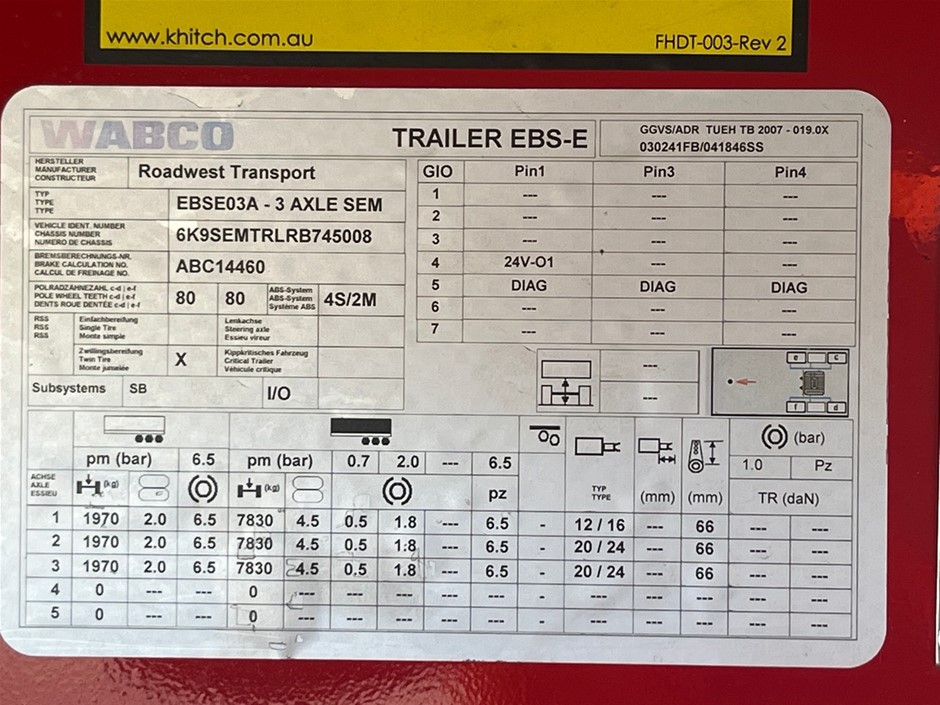 www.khitch.com.au FHDT-003-Rev 2
WABCO TRAILER EBS-E GGVS/ADR TUEH TB 2007 - 019.0X
030241FB/041846SS
HERSTELLER
MANUFACTURER
CONSTRUCTEUR
Roadwest Transport
TYP
TYPE
TYPE
EBSE03A - 3 AXLE SEM
VEHICLE IDENT. NUMBER
CHASSIS NUMBER
NUMERO DE CHASSIS
6K9SEMTRLRB745008
BREMSBERECHNUNGS-NR.
BRAKE CALCULATION NO.
CALCUL DE FREINAGE NO.
ABC14460
POLRADZÄHNEZAHL c-d | e-f
POLE WHEEL TEETH c-d | e-f
DENTS ROUE DENTÉE c-d | e-f
80 80
ABS-System
ABS-System
Système ABS
4S/2M
RSS
RSS
RSS
Einfachbereifung
Single Tire
Monte simple
Lenkachse
Steering axle
Essieu vireur
Zwillingsbereifung
Twin Tire
Monte jumelée
X
Kippkritisches Fahrzeug
Critical Trailer
Véhicule critique
Subsystems SB I/O
GIO Pin1 Pin3 Pin4
1 --- --- ---
2 --- --- ---
3 --- --- ---
4 24V-O1 --- ---
5 DIAG DIAG DIAG
6 --- --- ---
7 --- --- ---
---
---
e c
f d
pm (bar) 6.5 pm (bar) 0.7 2.0 --- 6.5
(bar)
1.0 Pz
ACHSE
AXLE
ESSIEU
(kg) (kg) pz
TYP
TYPE
(mm) (mm) TR (daN)
1 1970 2.0 6.5 7830 4.5 0.5 1.8 --- 6.5 - 12 / 16 --- 66 --- ---
2 1970 2.0 6.5 7830 4.5 0.5 1.8 --- 6.5 - 20 / 24 --- 66 --- ---
3 1970 2.0 6.5 7830 4.5 0.5 1.8 --- 6.5 - 20 / 24 --- 66 --- ---
4 0 --- --- 0 --- --- --- --- --- - --- --- --- --- ---
5 0 --- --- 0 --- --- --- --- --- - --- --- --- --- ---